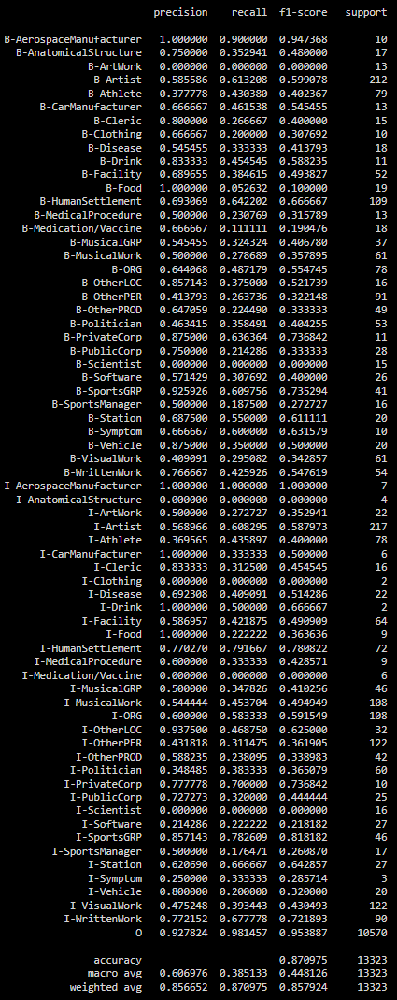 precision recall f1-score support
B-AerospaceManufacturer 1.000000 0.900000 0.947368 10
B-AnatomicalStructure 0.750000 0.352941 0.480000 17
B-ArtWork 0.000000 0.000000 0.000000 13
B-Artist 0.585586 0.613208 0.599078 212
B-Athlete 0.377778 0.430380 0.402367 79
B-CarManufacturer 0.666667 0.461538 0.545455 13
B-Cleric 0.800000 0.266667 0.400000 15
B-Clothing 0.666667 0.200000 0.307692 10
B-Disease 0.545455 0.333333 0.413793 18
B-Drink 0.833333 0.454545 0.588235 11
B-Facility 0.689655 0.384615 0.493827 52
B-Food 1.000000 0.052632 0.100000 19
B-HumanSettlement 0.693069 0.642202 0.666667 109
B-MedicalProcedure 0.500000 0.230769 0.315789 13
B-Medication/Vaccine 0.666667 0.111111 0.190476 18
B-MusicalGRP 0.545455 0.324324 0.406780 37
B-MusicalWork 0.500000 0.278689 0.357895 61
B-ORG 0.644068 0.487179 0.554745 78
B-OtherLOC 0.857143 0.375000 0.521739 16
B-OtherPER 0.413793 0.263736 0.322148 91
B-OtherPROD 0.647059 0.224490 0.333333 49
B-Politician 0.463415 0.358491 0.404255 53
B-PrivateCorp 0.875000 0.636364 0.736842 11
B-PublicCorp 0.750000 0.214286 0.333333 28
B-Scientist 0.000000 0.000000 0.000000 15
B-Software 0.571429 0.307692 0.400000 26
B-SportsGRP 0.925926 0.609756 0.735294 41
B-SportsManager 0.500000 0.187500 0.272727 16
B-Station 0.687500 0.550000 0.611111 20
B-Symptom 0.666667 0.600000 0.631579 10
B-Vehicle 0.875000 0.350000 0.500000 20
B-VisualWork 0.409091 0.295082 0.342857 61
B-WrittenWork 0.766667 0.425926 0.547619 54
I-AerospaceManufacturer 1.000000 1.000000 1.000000 7
I-AnatomicalStructure 0.000000 0.000000 0.000000 4
I-ArtWork 0.500000 0.272727 0.352941 22
I-Artist 0.568966 0.608295 0.587973 217
I-Athlete 0.369565 0.435897 0.400000 78
I-CarManufacturer 1.000000 0.333333 0.500000 6
I-Cleric 0.833333 0.312500 0.454545 16
I-Clothing 0.000000 0.000000 0.000000 2
I-Disease 0.692308 0.409091 0.514286 22
I-Drink 1.000000 0.500000 0.666667 2
I-Facility 0.586957 0.421875 0.490909 64
I-Food 1.000000 0.222222 0.363636 9
I-HumanSettlement 0.770270 0.791667 0.780822 72
I-MedicalProcedure 0.600000 0.333333 0.428571 9
I-Medication/Vaccine 0.000000 0.000000 0.000000 6
I-MusicalGRP 0.500000 0.347826 0.410256 46
I-MusicalWork 0.544444 0.453704 0.494949 108
I-ORG 0.600000 0.583333 0.591549 108
I-OtherLOC 0.937500 0.468750 0.625000 32
I-OtherPER 0.431818 0.311475 0.361905 122
I-OtherPROD 0.588235 0.238095 0.338983 42
I-Politician 0.348485 0.383333 0.365079 60
I-PrivateCorp 0.777778 0.700000 0.736842 10
I-PublicCorp 0.727273 0.320000 0.444444 25
I-Scientist 0.000000 0.000000 0.000000 16
I-Software 0.214286 0.222222 0.218182 27
I-SportsGRP 0.857143 0.782609 0.818182 46
I-SportsManager 0.500000 0.176471 0.260870 17
I-Station 0.620690 0.666667 0.642857 27
I-Symptom 0.250000 0.333333 0.285714 3
I-Vehicle 0.800000 0.200000 0.320000 20
I-VisualWork 0.475248 0.393443 0.430493 122
I-WrittenWork 0.772152 0.677778 0.721893 90
O 0.927824 0.981457 0.953887 10570
accuracy 0.870975 13323
macro avg 0.606976 0.385133 0.448126 13323
weighted avg 0.856652 0.870975 0.857924 13323